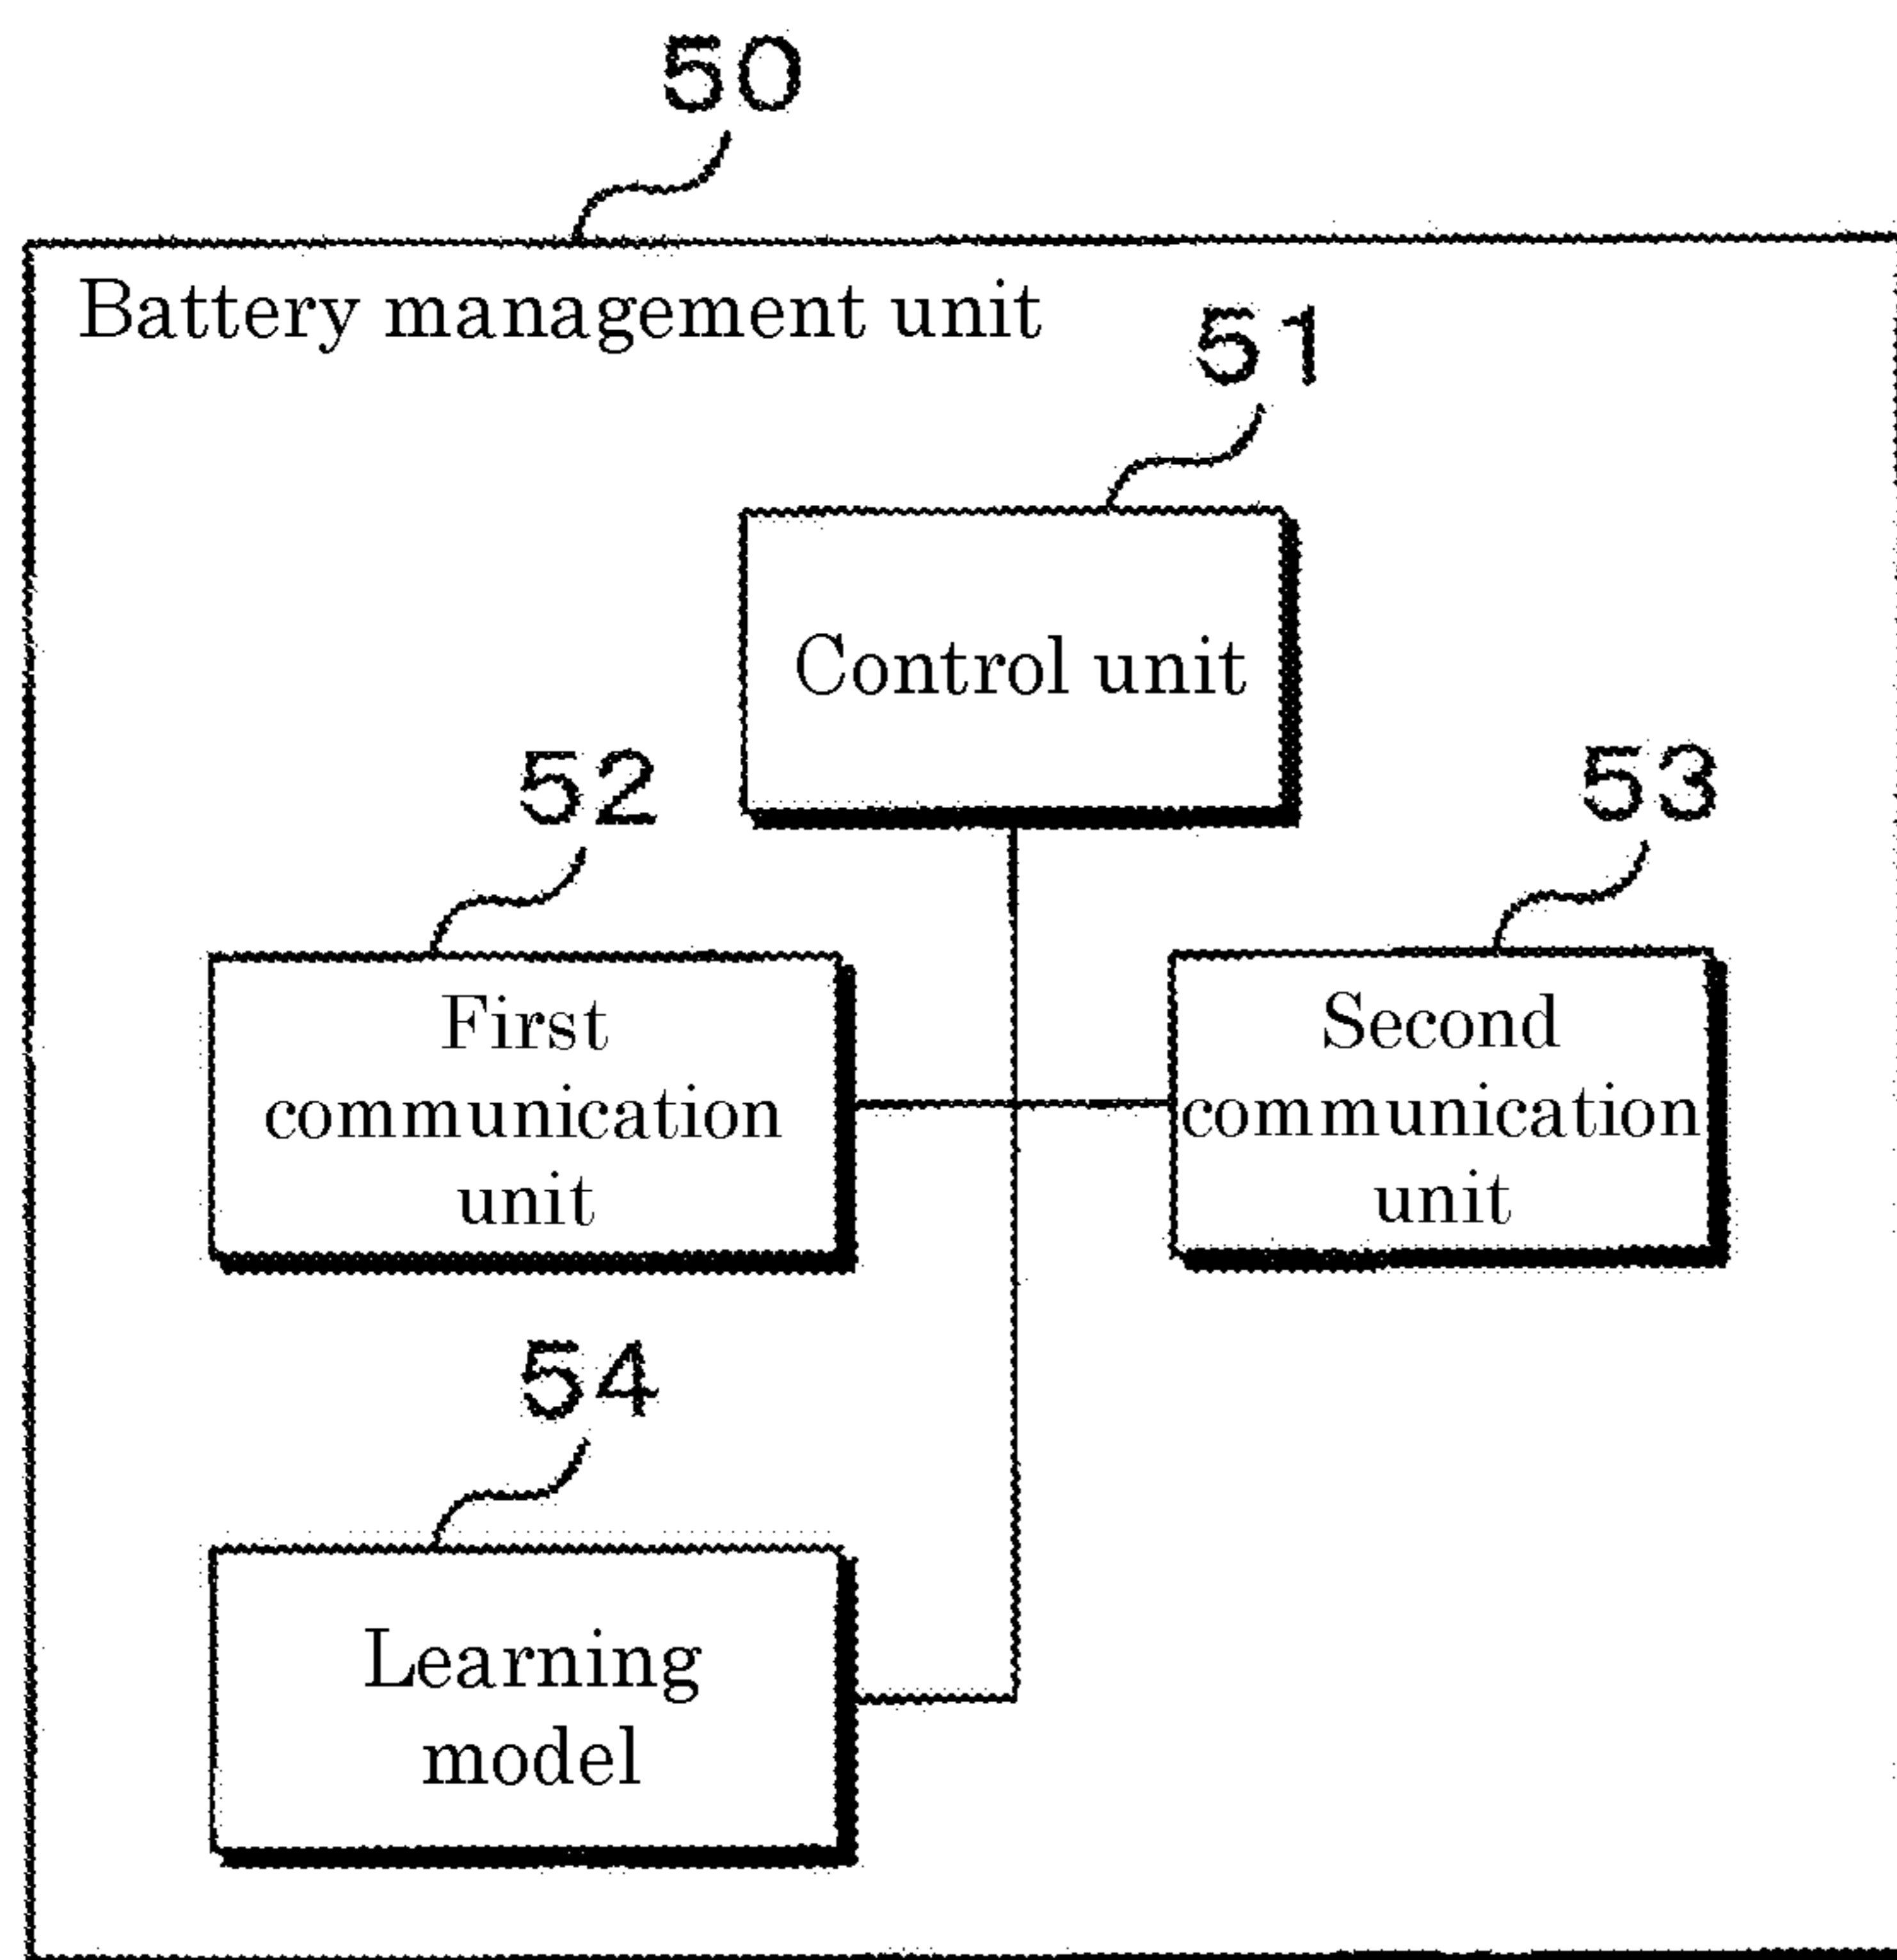 50
Battery management unit
51
Control unit
52
53
First
communication
unit
Second
communication
unit
54
Learning
model